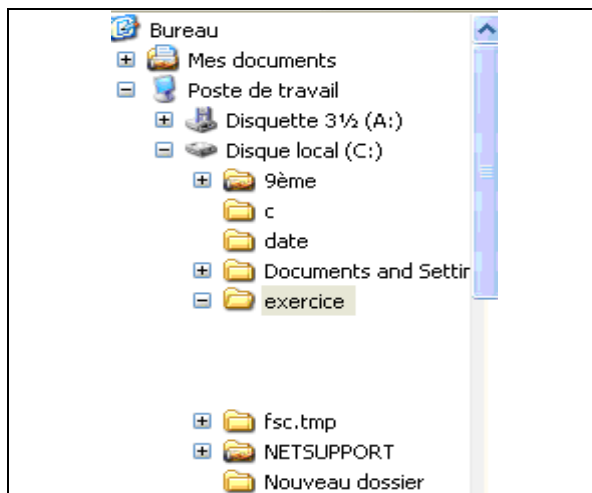 Bureau
Mes documents
Poste de travail
Disquette 3½ (A:)
Disque local (C:)
9ème
c
date
Documents and Settir
exercice
fsc.tmp
NETSUPPORT
Nouveau dossier